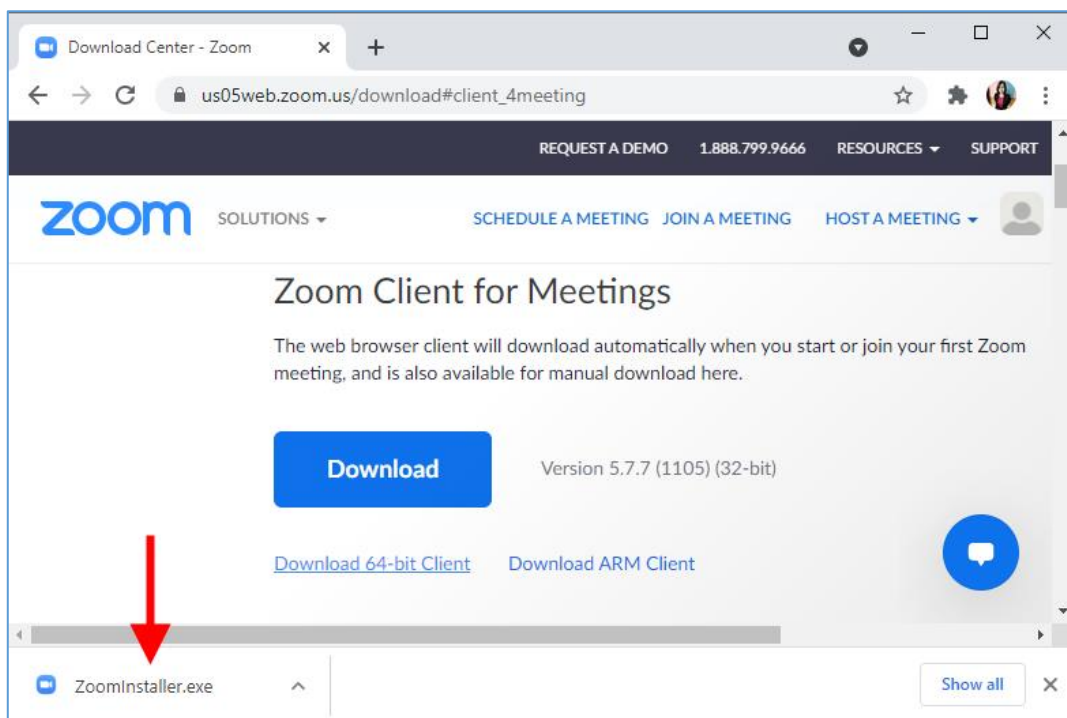 Download Center - Zoom
us05web.zoom.us/download#client_4meeting
REQUEST A DEMO 1.888.799.9666 RESOURCES SUPPORT
zoom SOLUTIONS SCHEDULE A MEETING JOIN A MEETING HOST A MEETING
Zoom Client for Meetings
The web browser client will download automatically when you start or join your first Zoom
meeting, and is also available for manual download here.
Download Version 5.7.7 (1105) (32-bit)
Download 64-bit Client Download ARM Client
ZoomInstaller.exe Show all